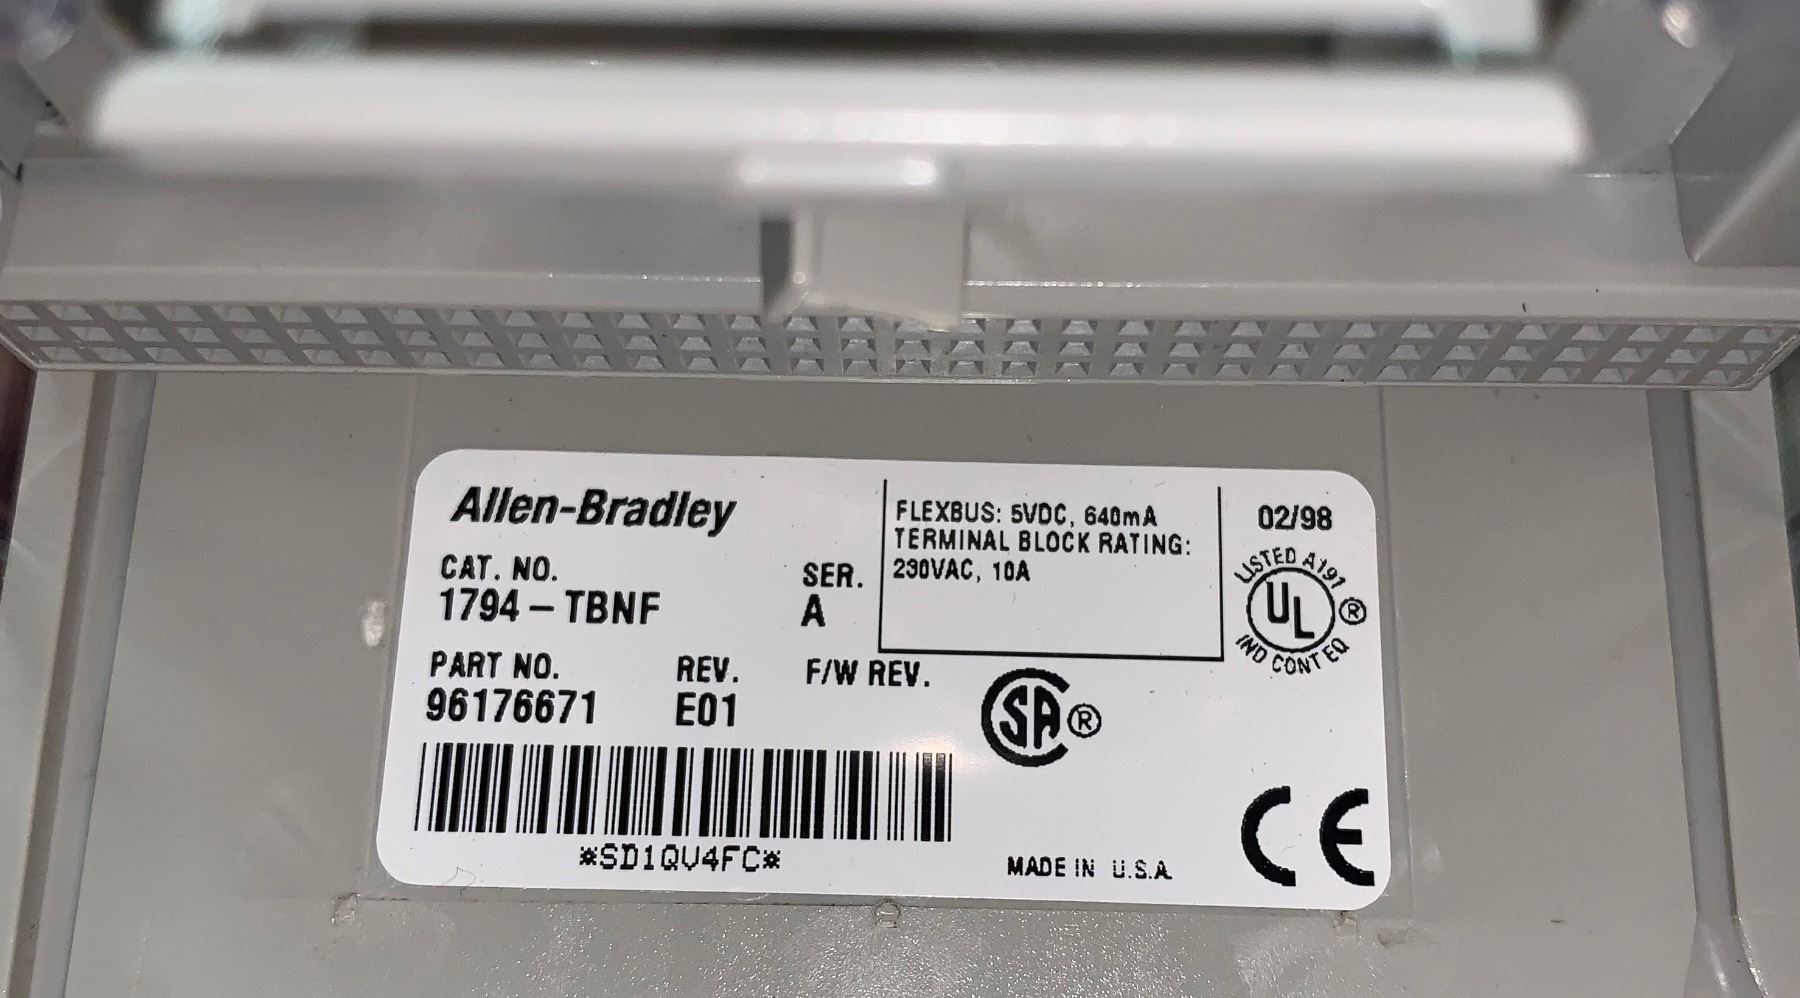 Allen-Bradley
CAT. NO.
1794-TBNF
SER.
A
FLEXBUS: 5VDC, 640mA
TERMINAL BLOCK RATING:
230VAC, 10A
02/98
LISTED A191
UL ®
IND CONT EQ
PART NO.
96176671
REV.
E01
F/W REV.
SA ®
*SD1QV4FC*
MADE IN U.S.A.
CE